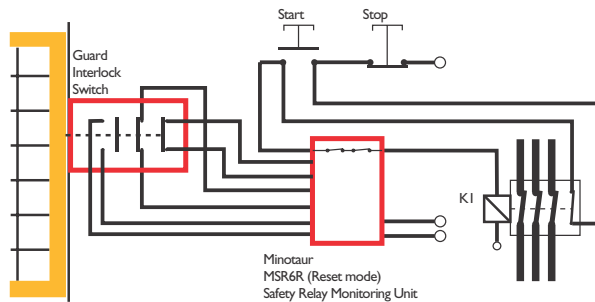 Start
Stop
Guard
Interlock
Switch
K1
Minotaur
MSR6R (Reset mode)
Safety Relay Monitoring Unit